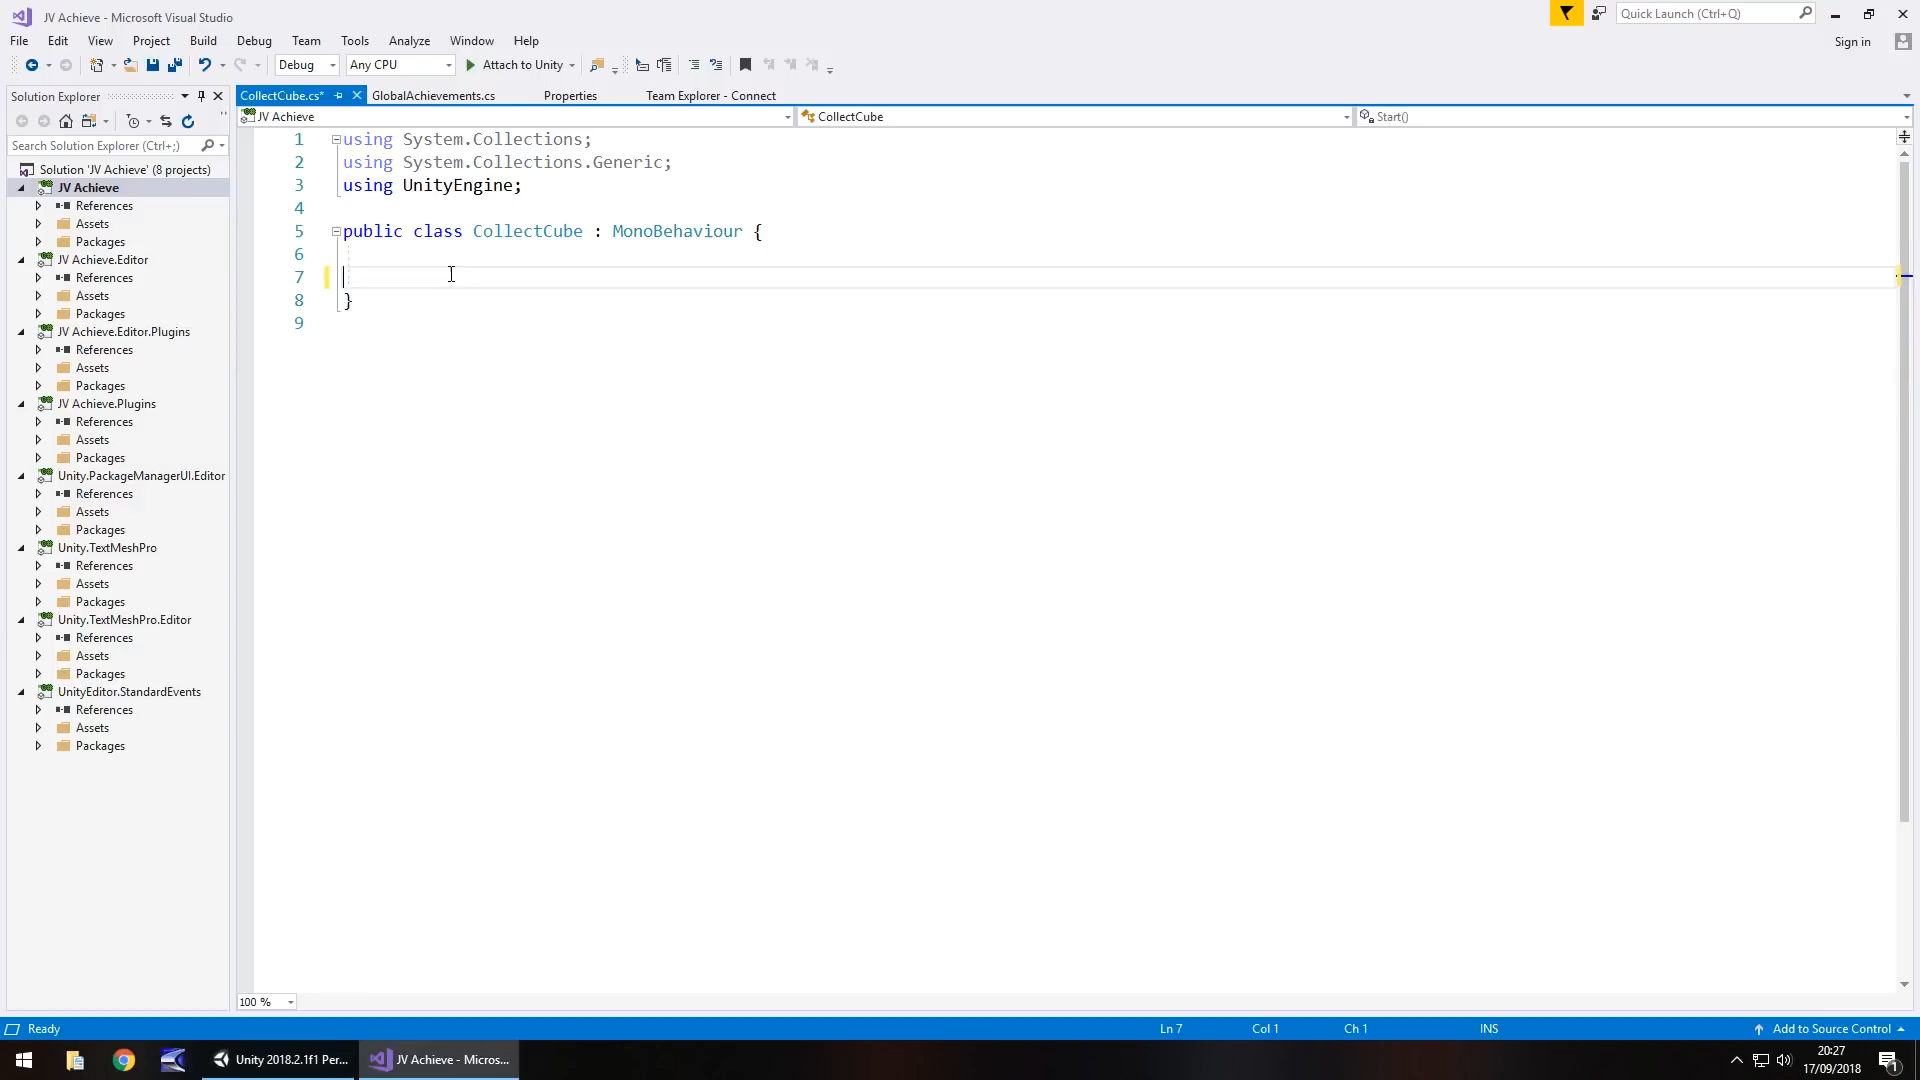 JV Achieve - Microsoft Visual Studio
Quick Launch (Ctrl+Q)
File Edit View Project Build Debug Team Tools Analyze Window Help
Sign in
Debug Any CPU Attach to Unity
Solution Explorer
CollectCube.cs* GlobalAchievements.cs Properties Team Explorer - Connect
JV Achieve CollectCube Start()
Search Solution Explorer (Ctrl+;)
Solution 'JV Achieve' (8 projects)
JV Achieve
References
Assets
Packages
JV Achieve.Editor
References
Assets
Packages
JV Achieve.Editor.Plugins
References
Assets
Packages
JV Achieve.Plugins
References
Assets
Packages
Unity.PackageManagerUI.Editor
References
Assets
Packages
Unity.TextMeshPro
References
Assets
Packages
Unity.TextMeshPro.Editor
References
Assets
Packages
UnityEditor.StandardEvents
References
Assets
Packages
1 using System.Collections;
2 using System.Collections.Generic;
3 using UnityEngine;
4
5 public class CollectCube : MonoBehaviour {
6
7
8 }
9
100 %
Ready Ln 7 Col 1 Ch 1 INS Add to Source Control
Unity 2018.2.1f1 Per... JV Achieve - Micros...
20:27
17/09/2018
1